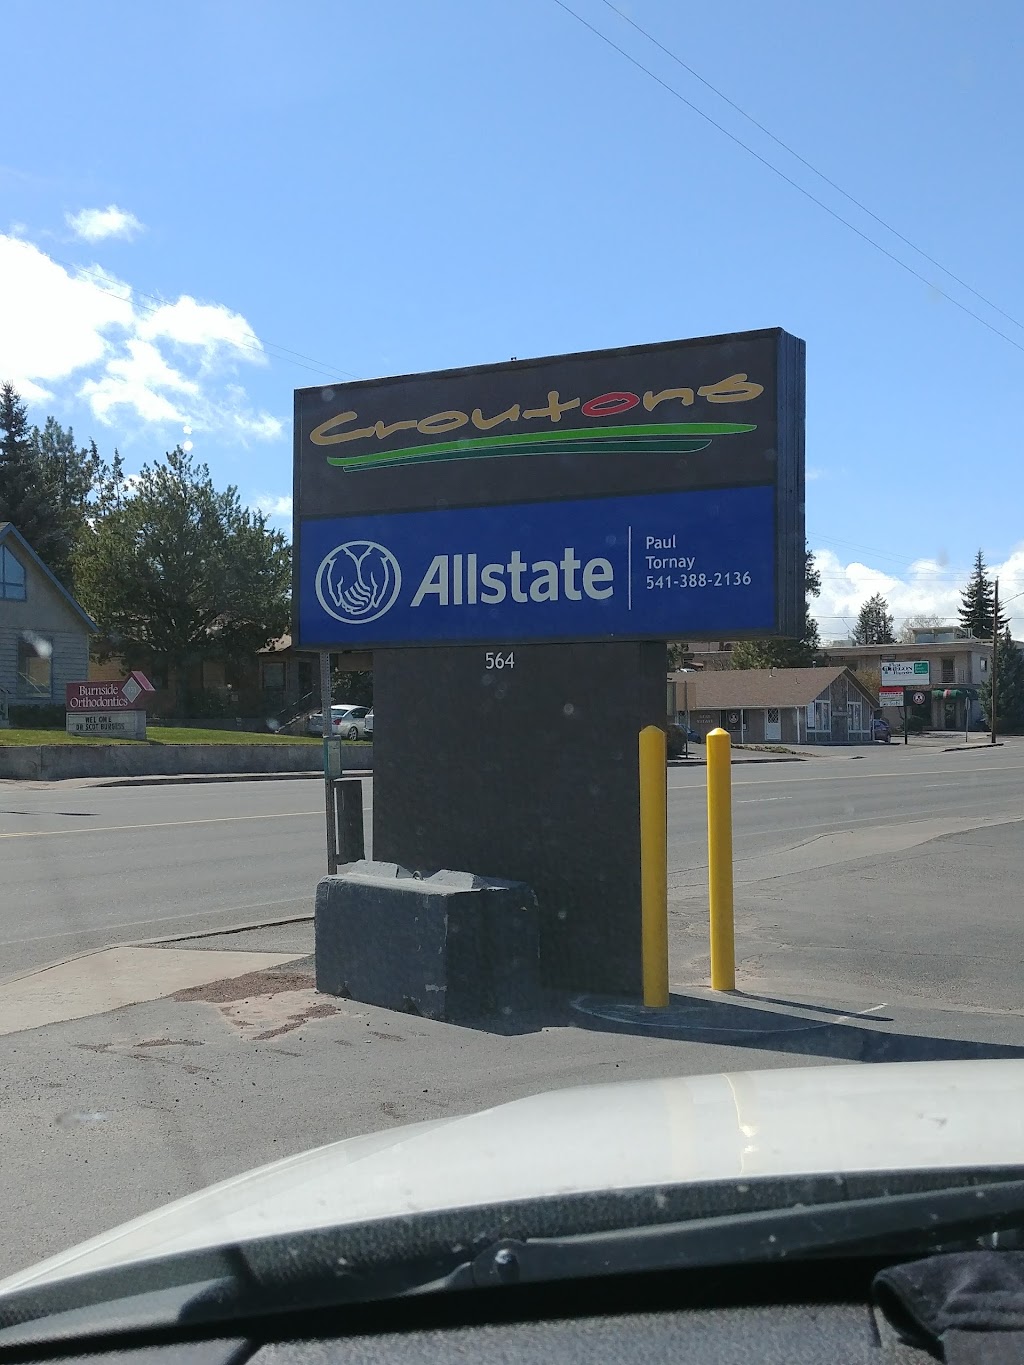 Croutons
Allstate
Paul
Tornay
541-388-2136
564
Burnside
Orthodontics